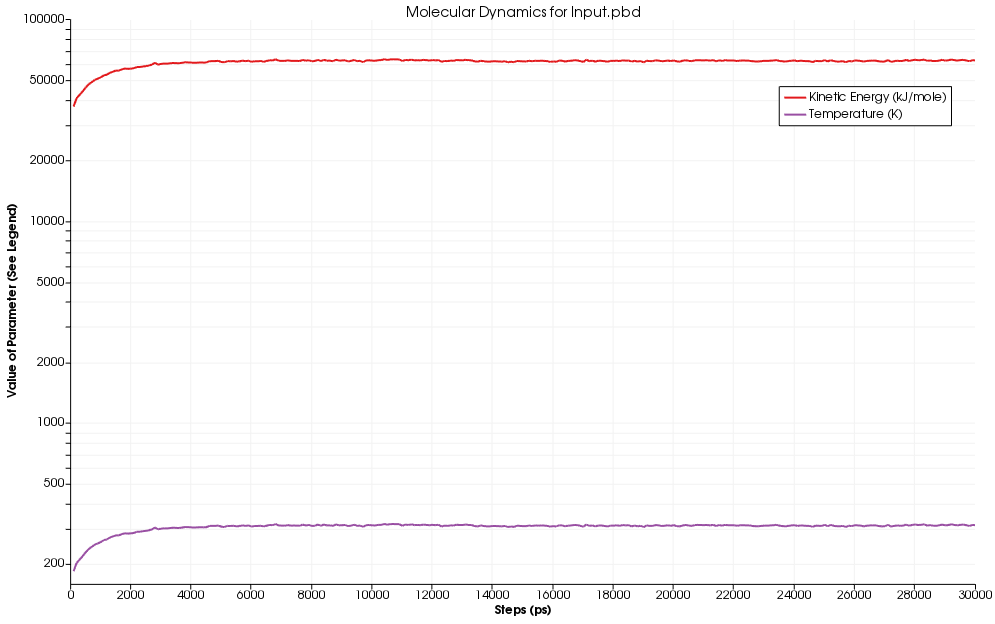 Molecular Dynamics for Input.pbd
100000
50000
20000
10000
5000
2000
1000
500
200
Value of Parameter (See Legend)
Kinetic Energy (kJ/mole)
Temperature (K)
0 2000 4000 6000 8000 10000 12000 14000 16000 18000 20000 22000 24000 26000 28000 30000
Steps (ps)